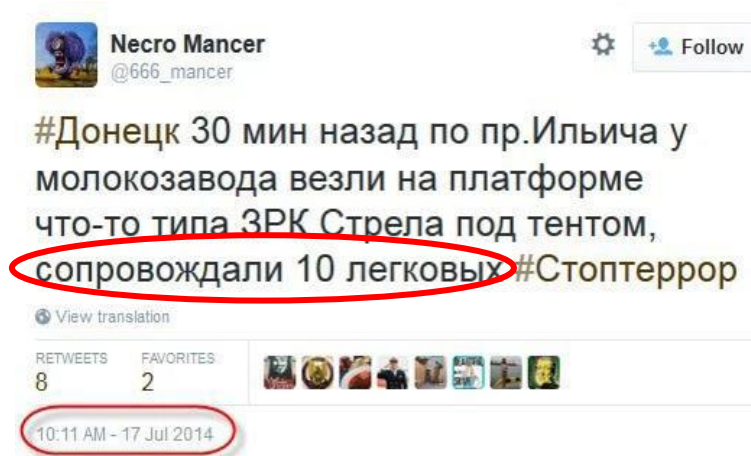 Necro Mancer
@666_mancer
Follow
#Донецк 30 мин назад по пр.Ильича у
молокозавода везли на платформе
что-то типа ЗРК Стрела под тентом,
сопровождали 10 легковых #Стоптеррор
View translation
RETWEETS FAVORITES
8 2
10:11 AM - 17 Jul 2014